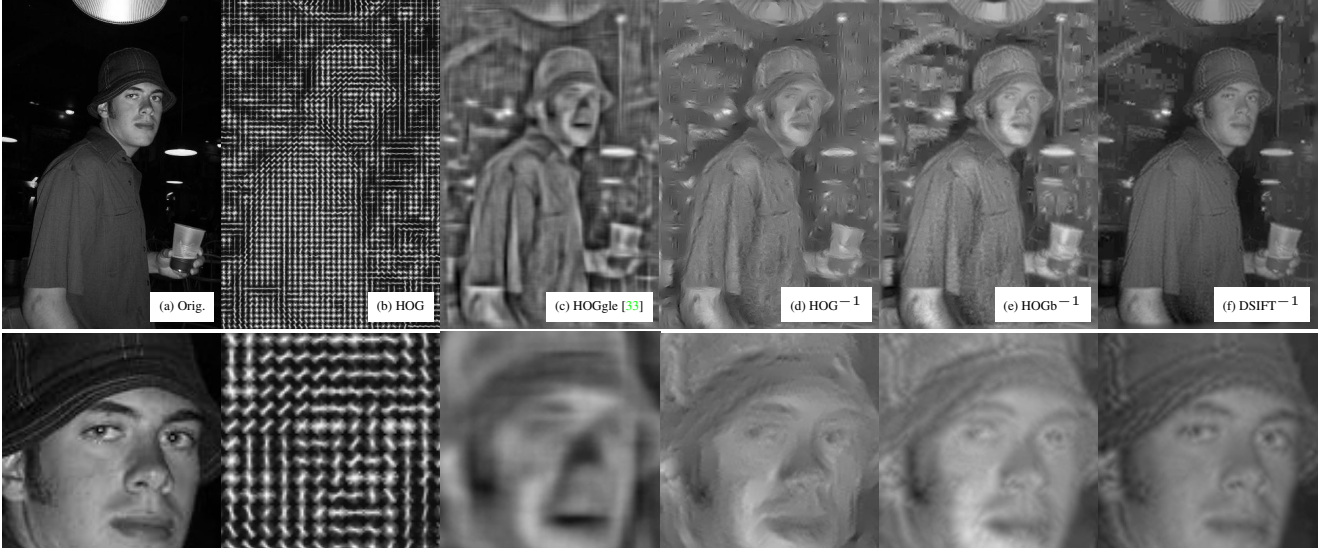 (a) Orig.
(b) HOG
(c) HOGgle [33]
(d) HOG−1
(e) HOGb−1
(f) DSIFT−1